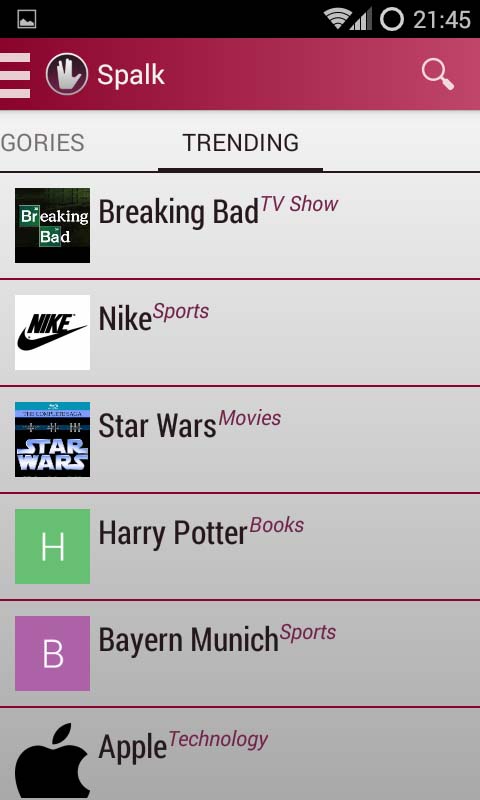 21:45
Spalk
GORIES TRENDING
Breaking
Bad
Breaking Bad TV Show
NIKE
Nike Sports
THE COMPLETE SAGA
STAR
WARS
Star Wars Movies
H
Harry Potter Books
B
Bayern Munich Sports
Apple Technology